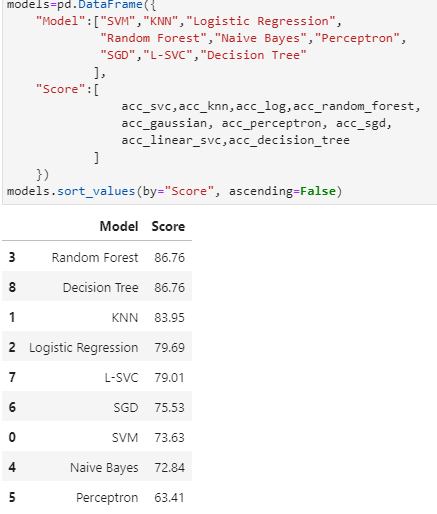 models=pd.DataFrame({
"Model":["SVM","KNN","Logistic Regression",
"Random Forest","Naive Bayes","Perceptron",
"SGD","L-SVC","Decision Tree"
],
"Score":[
acc_svc,acc_knn,acc_log,acc_random_forest,
acc_gaussian, acc_perceptron, acc_sgd,
acc_linear_svc,acc_decision_tree
]
})
models.sort_values(by="Score", ascending=False)
Model Score
3 Random Forest 86.76
8 Decision Tree 86.76
1 KNN 83.95
2 Logistic Regression 79.69
7 L-SVC 79.01
6 SGD 75.53
0 SVM 73.63
4 Naive Bayes 72.84
5 Perceptron 63.41